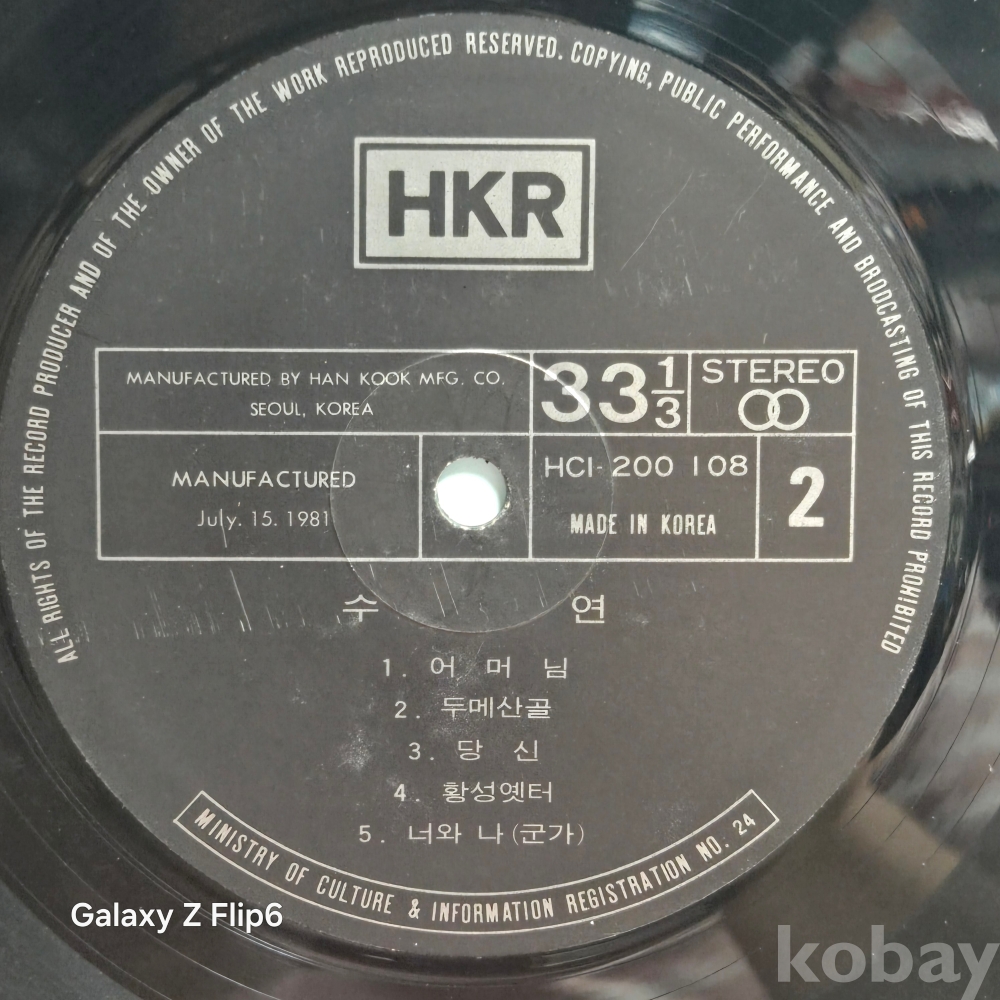 ALL RIGHTS OF THE RECORD PRODUCER AND OF THE OWNER OF THE WORK REPRODUCED RESERVED. COPYING, PUBLIC PERFORMANCE AND BRODCASTING OF THIS RECORD PROHIBITED
HKR
MANUFACTURED BY HAN KOOK MFG. CO.
SEOUL, KOREA
33 1/3
STEREO
MANUFACTURED
July. 15. 1981
HCI-200 108
MADE IN KOREA
2
수 연
1. 어 머 님
2. 두메산골
3. 당 신
4. 황성옛터
5. 너와 나 (군가)
MINISTRY OF CULTURE & INFORMATION REGISTRATION NO. 24
Galaxy Z Flip6
kobay